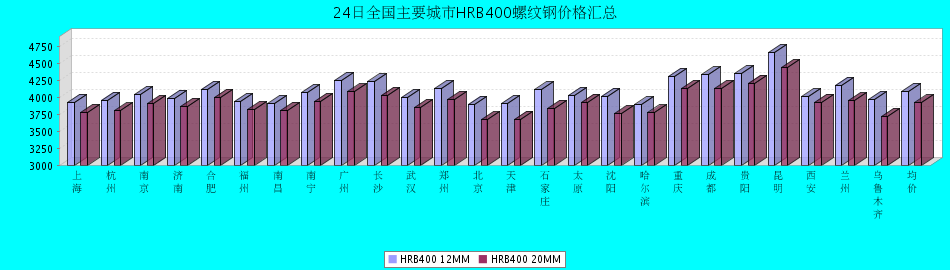 24日全国主要城市HRB400螺纹钢价格汇总
4750
4500
4250
4000
3750
3500
3250
3000
上海 杭州 南京 济南 合肥 福州 南昌 南宁 广州 长沙 武汉 郑州 北京 天津 石家庄 太原 沈阳 哈尔滨 重庆 成都 贵阳 昆明 西安 兰州 乌鲁木齐 均价
HRB400 12MM HRB400 20MM